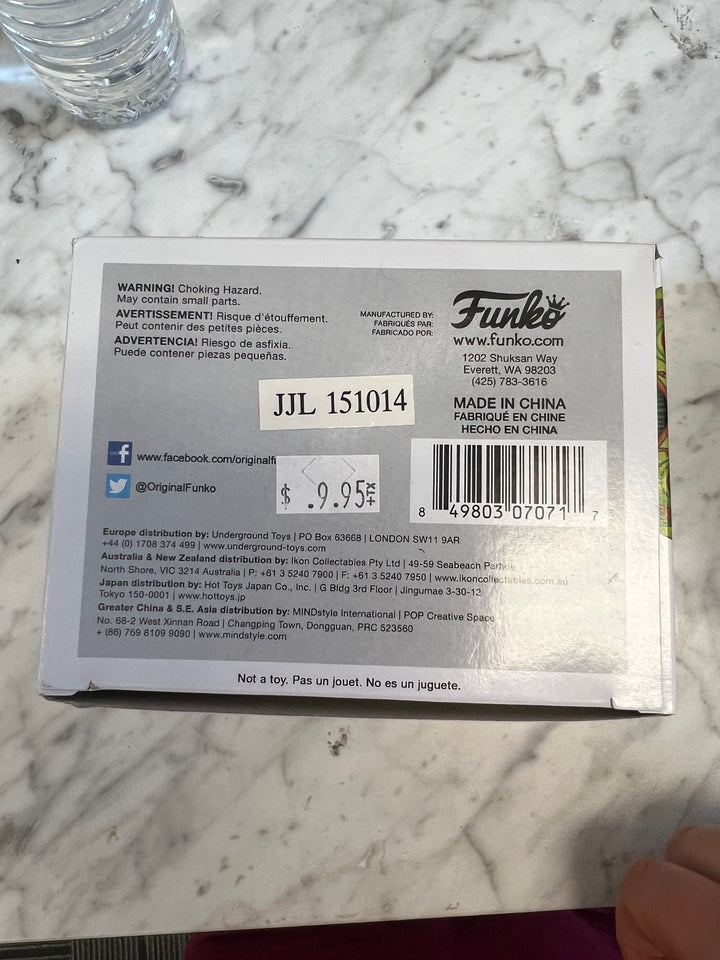 WARNING! Choking Hazard.
May contain small parts.
AVERTISSEMENT! Risque d'étouffement.
Peut contenir des petites pièces.
ADVERTENCIA! Riesgo de asfixia.
Puede contener piezas pequeñas.
MANUFACTURED BY:
FABRIQUÉS PAR:
FABRICADO POR:
Funko
www.funko.com
1202 Shuksan Way
Everett, WA 98203
(425) 783-3616
MADE IN CHINA
FABRIQUÉ EN CHINE
HECHO EN CHINA
JJL 151014
www.facebook.com/originalf
@OriginalFunko
$ .9.95
8 49803 07071 7
Europe distribution by: Underground Toys | PO Box 63668 | LONDON SW11 9AR
+44 (0) 1708 374 499 | www.underground-toys.com
Australia & New Zealand distribution by: Ikon Collectables Pty Ltd | 49-59 Seabeach
North Shore, VIC 3214 Australia | P: +61 3 5240 7900 | F: +61 3 5240 7950 | www.ikoncollectables.com.au
Japan distribution by: Hot Toys Japan Co., Inc. | G Bldg 3rd Floor | Jingumae 3-30-12
Tokyo 150-0001 | www.hottoys.jp
Greater China & S.E. Asia distribution by: MINDstyle International | POP Creative Space
No. 68-2 West Xinnan Road | Changping Town, Dongguan, PRC 523560
+ (86) 769 8109 9090 | www.mindstyle.com
Not a toy. Pas un jouet. No es un juguete.